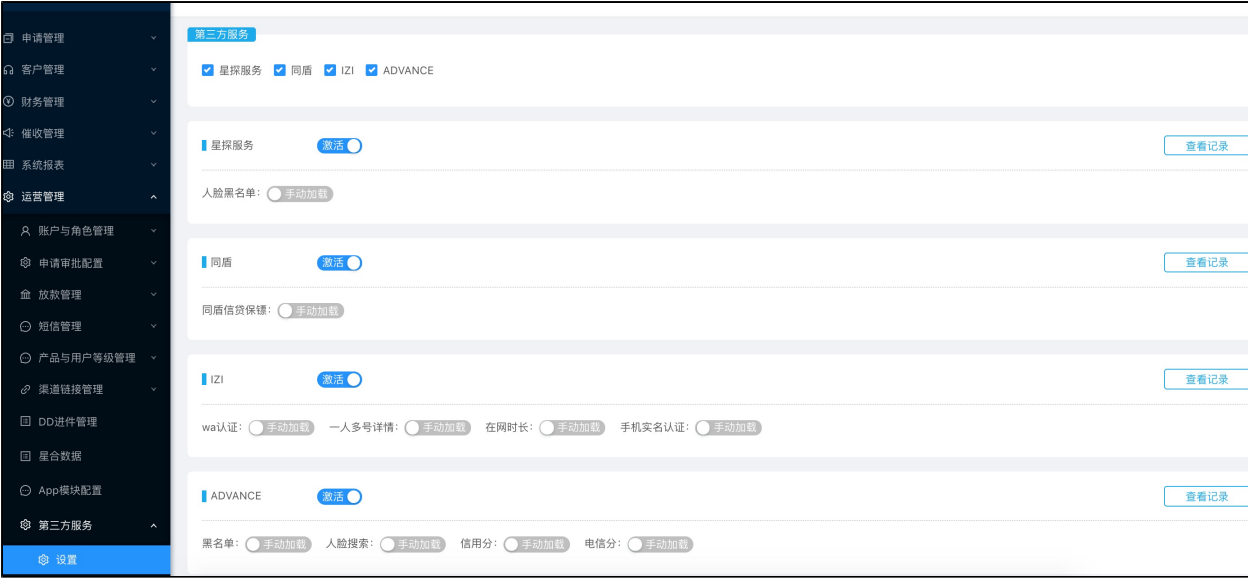 申请管理
客户管理
财务管理
催收管理
系统报表
运营管理
账户与角色管理
申请审批配置
放款管理
短信管理
产品与用户等级管理
渠道链接管理
DD进件管理
星合数据
App模块配置
第三方服务
设置
第三方服务
星探服务 同盾 IZI ADVANCE
星探服务 激活 查看记录
人脸黑名单: 手动加载
同盾 激活 查看记录
同盾信贷保镖: 手动加载
IZI 激活 查看记录
wa认证: 手动加载 一人多号详情: 手动加载 在网时长: 手动加载 手机实名认证: 手动加载
ADVANCE 激活 查看记录
黑名单: 手动加载 人脸搜索: 手动加载 信用分: 手动加载 电信分: 手动加载